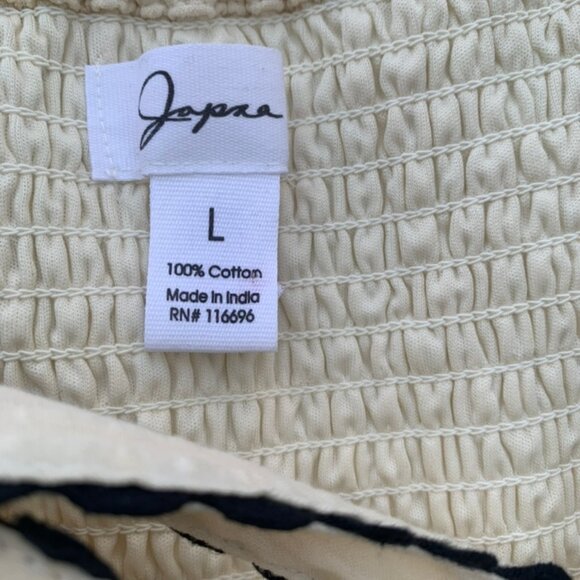 Japna
L
100% Cotton
Made in India
RN# 116696